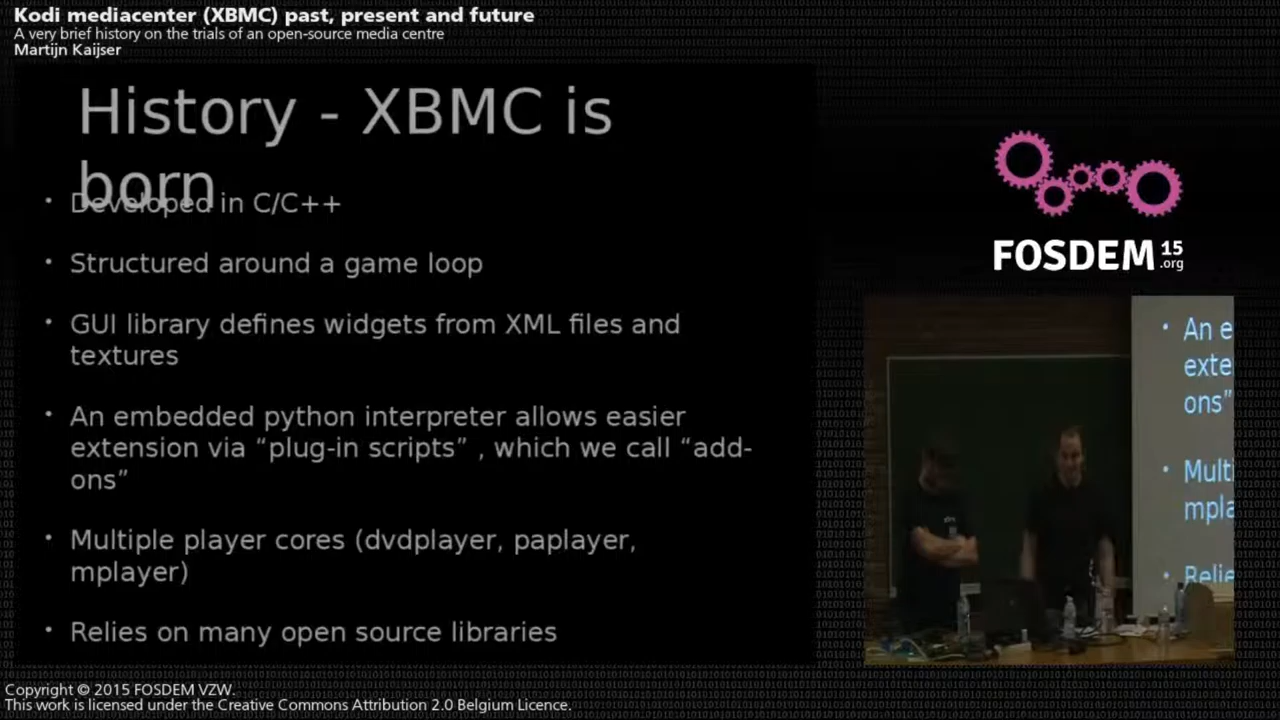 Kodi mediacenter (XBMC) past, present and future
A very brief history on the trials of an open-source media centre
Martijn Kaijser
History - XBMC is
born
• Developed in C/C++
• Structured around a game loop
• GUI library defines widgets from XML files and
textures
• An embedded python interpreter allows easier
extension via “plug-in scripts” , which we call “add-
ons”
• Multiple player cores (dvdplayer, paplayer,
mplayer)
• Relies on many open source libraries
FOSDEM 15
.org
• An e
exte
ons”
• Mult
mpla
• Relie
Copyright © 2015 FOSDEM VZW.
This work is licensed under the Creative Commons Attribution 2.0 Belgium Licence.